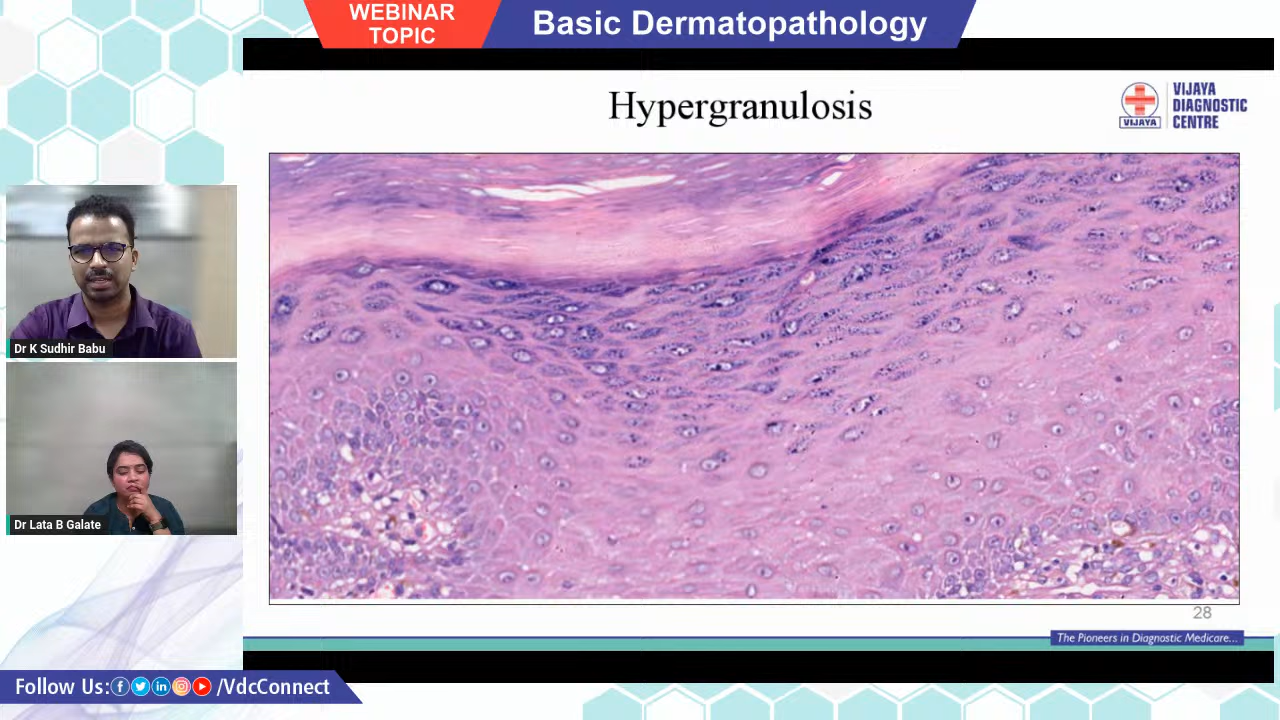 WEBINAR
TOPIC
Basic Dermatopathology
Hypergranulosis
VIJAYA
VIJAYA
DIAGNOSTIC
CENTRE
Dr K Sudhir Babu
Dr Lata B Galate
28
The Pioneers in Diagnostic Medicare...
Follow Us: /VdcConnect